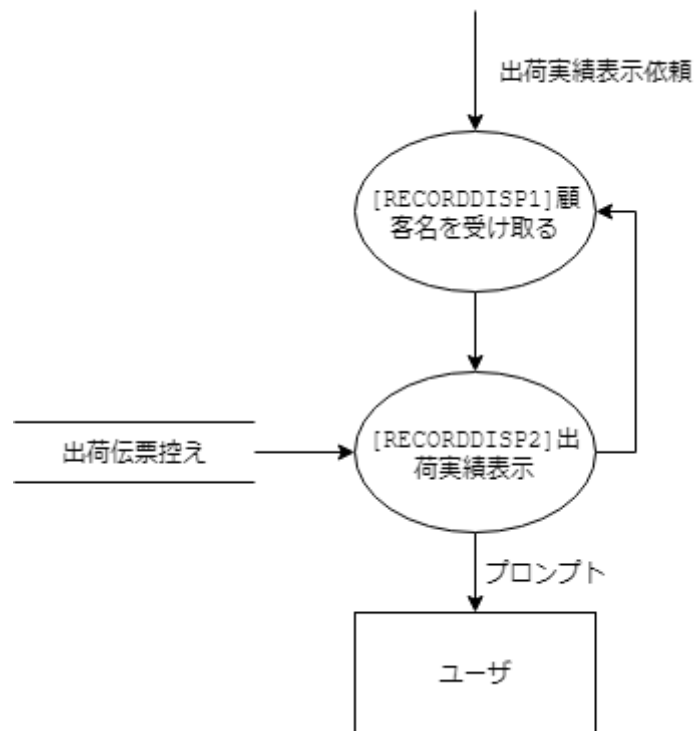 出荷実績表示依頼
[RECORDDISP1]顧
客名を受け取る
出荷伝票控え
[RECORDDISP2]出
荷実績表示
プロンプト
ユーザ